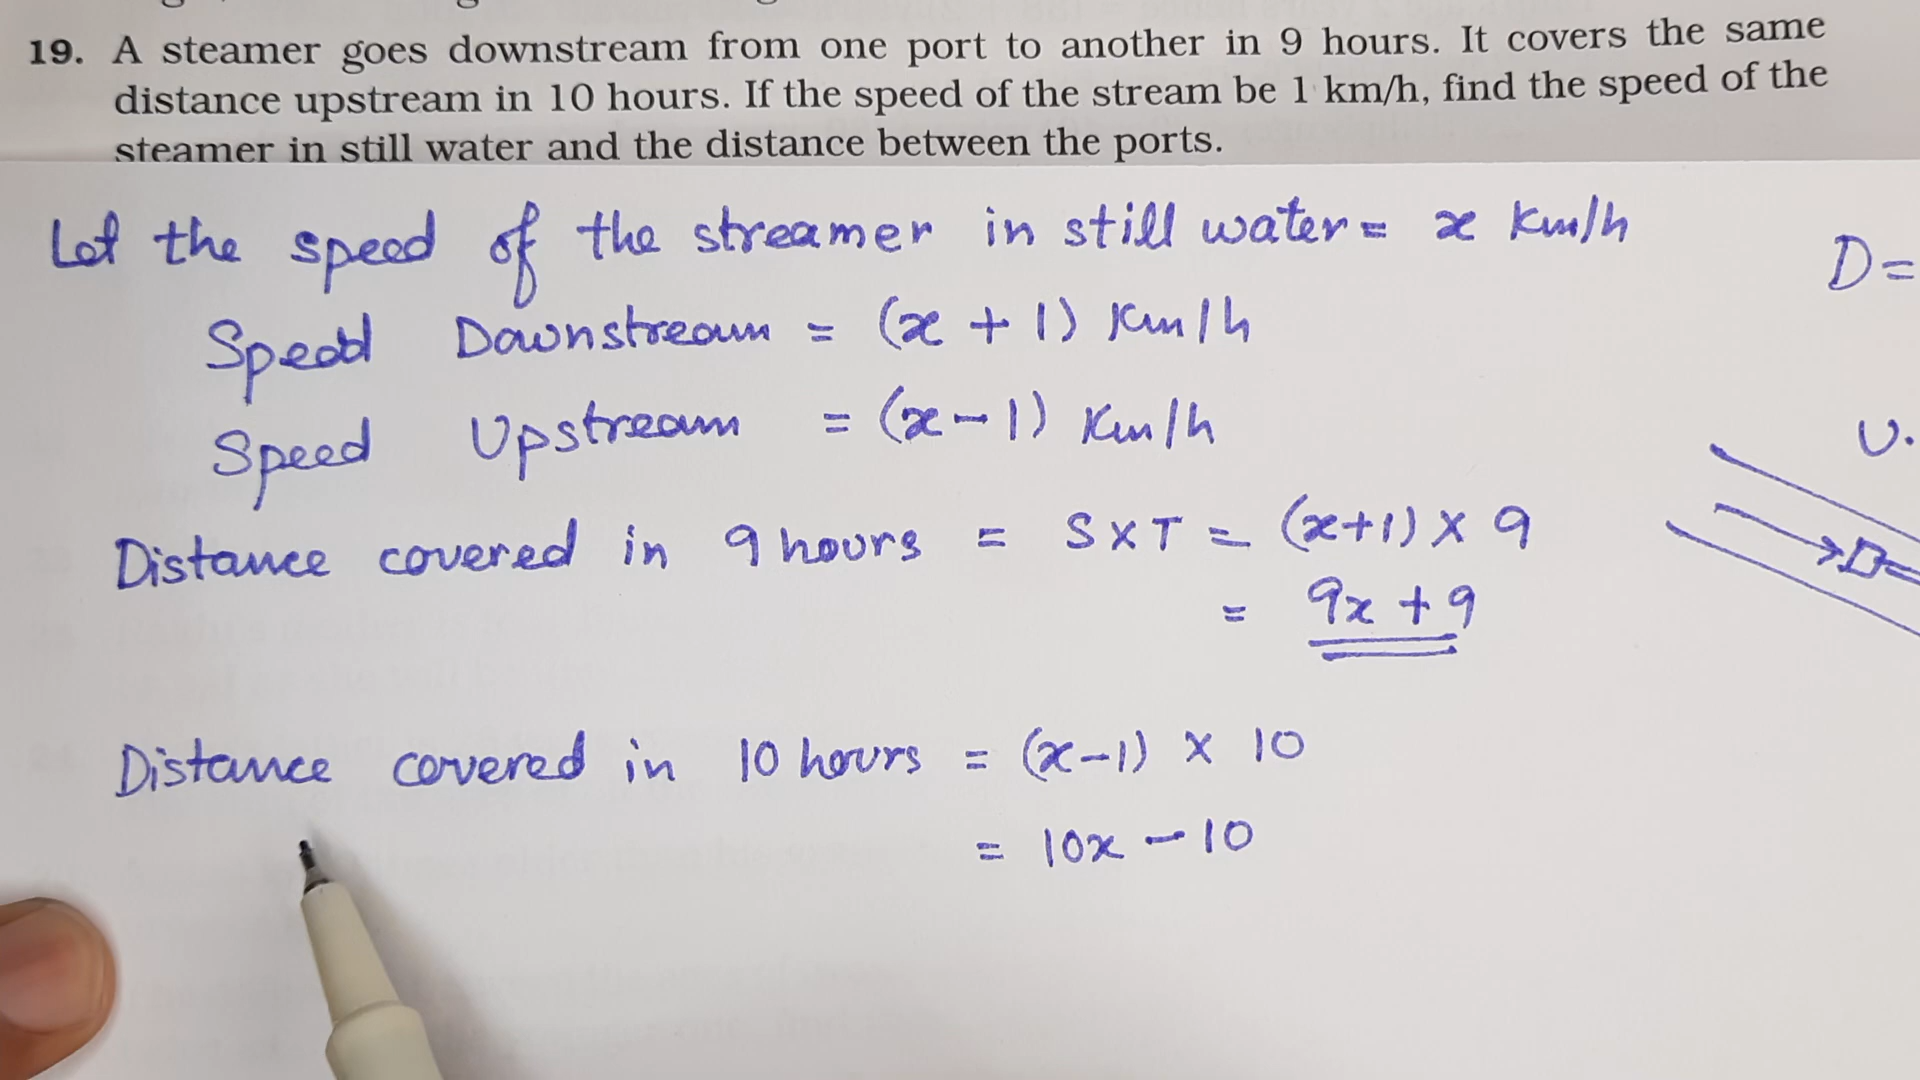 19. A steamer goes downstream from one port to another in 9 hours. It covers the same
distance upstream in 10 hours. If the speed of the stream be 1 km/h, find the speed of the
steamer in still water and the distance between the ports.
Let the speed of the streamer in still water = x km/h
D=
Speed Downstream = (x + 1) Km/h
Speed Upstream = (x-1) Km/h
U.
Distance covered in 9 hours = S X T = (x+1) X 9
= 9x + 9
Distance covered in 10 hours = (x-1) X 10
= 10x - 10